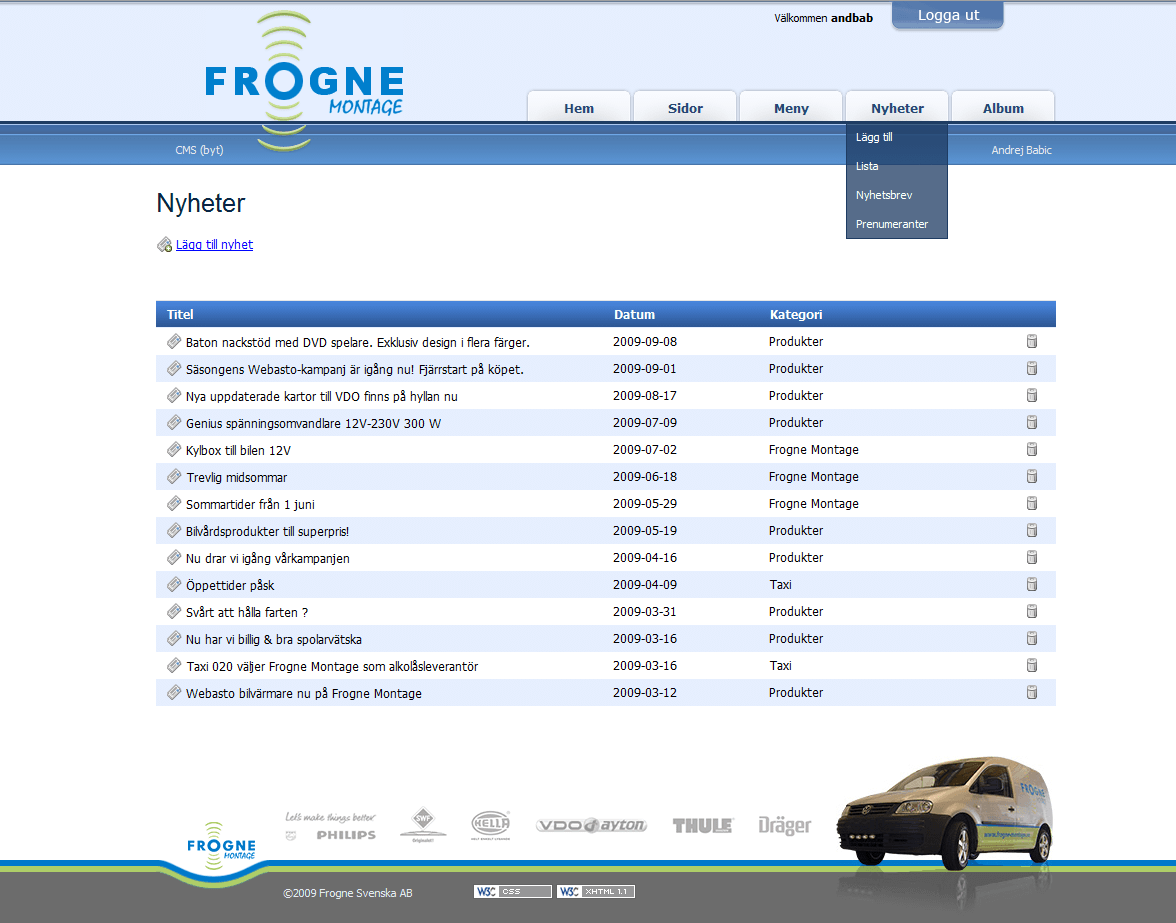 Välkommen andbab
Logga ut
FROGNE
MONTAGE
Hem Sidor Meny Nyheter Album
CMS (byt)
Andrej Babic
Lägg till
Lista
Nyhetsbrev
Prenumeranter
Nyheter
Lägg till nyhet
Titel Datum Kategori
Baton nackstöd med DVD spelare. Exklusiv design i flera färger. 2009-09-08 Produkter
Säsongens Webasto-kampanj är igång nu! Fjärrstart på köpet. 2009-09-01 Produkter
Nya uppdaterade kartor till VDO finns på hyllan nu 2009-08-17 Produkter
Genius spänningsomvandlare 12V-230V 300 W 2009-07-09 Produkter
Kylbox till bilen 12V 2009-07-02 Frogne Montage
Trevlig midsommar 2009-06-18 Frogne Montage
Sommartider från 1 juni 2009-05-29 Frogne Montage
Bilvårdsprodukter till superpris! 2009-05-19 Produkter
Nu drar vi igång vårkampanjen 2009-04-16 Produkter
Öppettider påsk 2009-04-09 Taxi
Svårt att hålla farten ? 2009-03-31 Produkter
Nu har vi billig & bra spolarvätska 2009-03-16 Produkter
Taxi 020 väljer Frogne Montage som alkolåsleverantör 2009-03-16 Taxi
Webasto bilvärmare nu på Frogne Montage 2009-03-12 Produkter
FROGNE
MONTAGE
Let's make things better
PHILIPS
SWF
HELLA
VDO dayton
THULE
Dräger
FROGNE
©2009 Frogne Svenska AB
W3C CSS
W3C XHTML 1.1